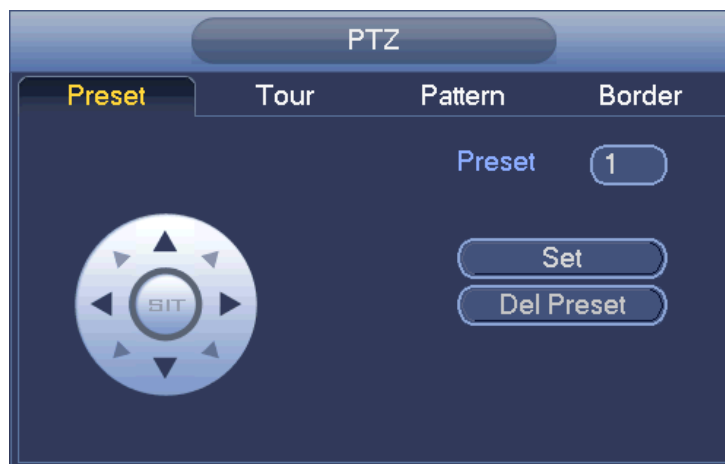 PTZ
Preset Tour Pattern Border
Preset 1
SIT
Set
Del Preset